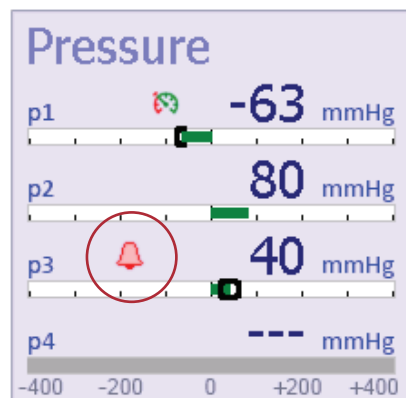 Pressure
p1 -63 mmHg
p2 80 mmHg
p3 40 mmHg
p4 --- mmHg
-400 -200 0 +200 +400